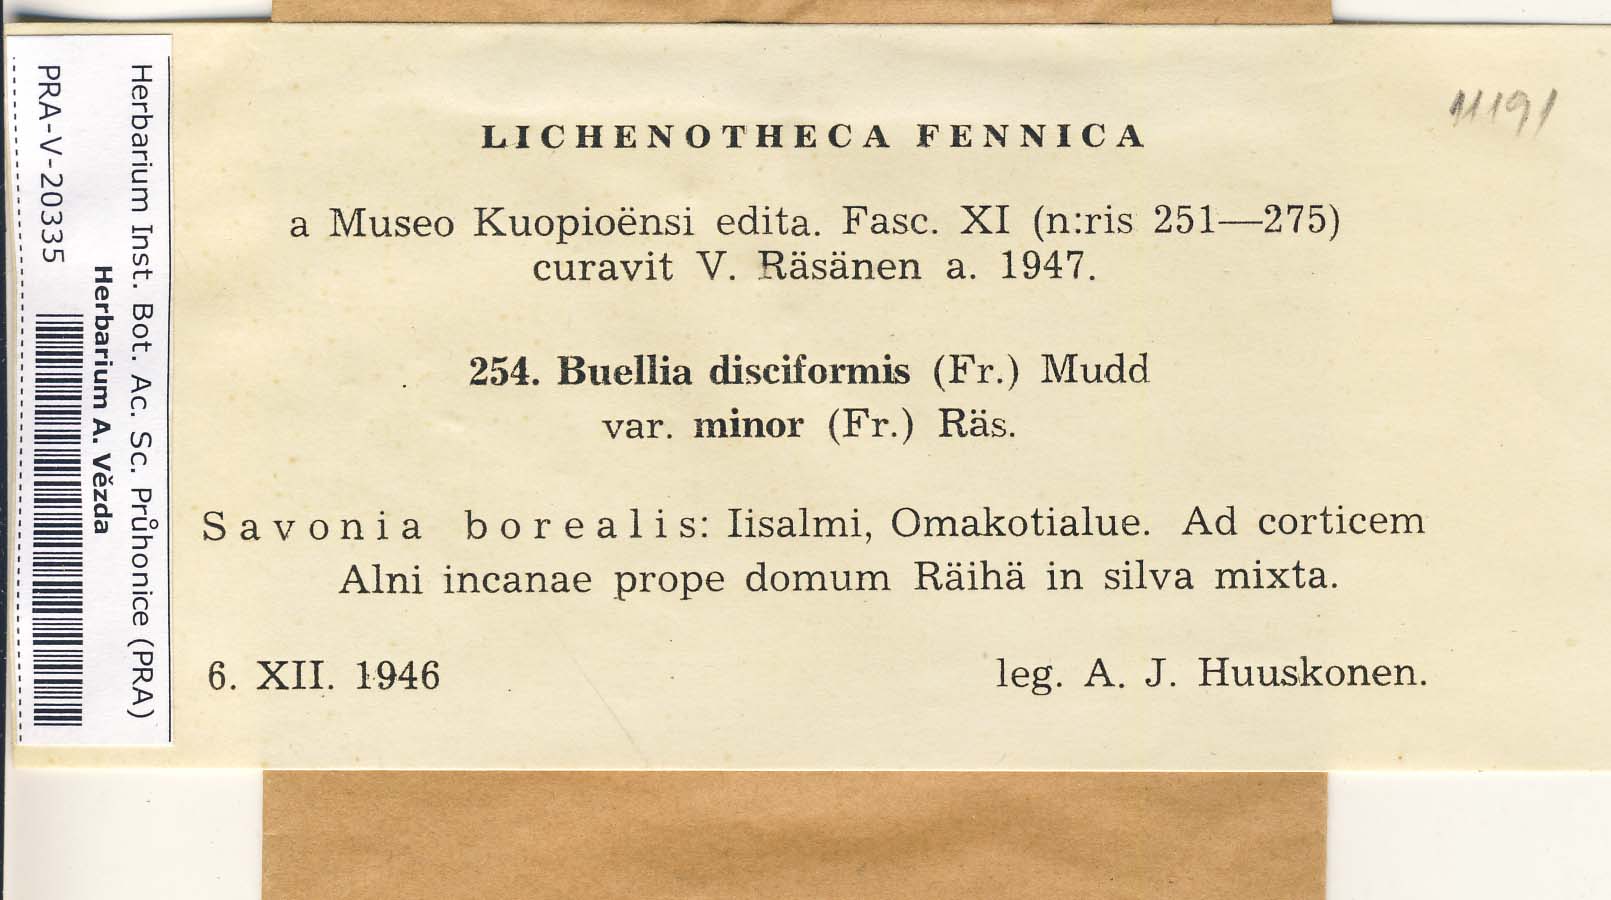 Herbarium Inst. Bot. Ac. Sc. Průhonice (PRA)
Herbarium A. Vězda
PRA-V-20335
11191
LICHENOTHECA FENNICA
a Museo Kuopioënsi edita. Fasc. XI (n:ris 251—275)
curavit V. Räsänen a. 1947.
254. Buellia disciformis (Fr.) Mudd
var. minor (Fr.) Räs.
Savonia borealis: Iisalmi, Omakotialue. Ad corticem
Alni incanae prope domum Räihä in silva mixta.
6. XII. 1946
leg. A. J. Huuskonen.